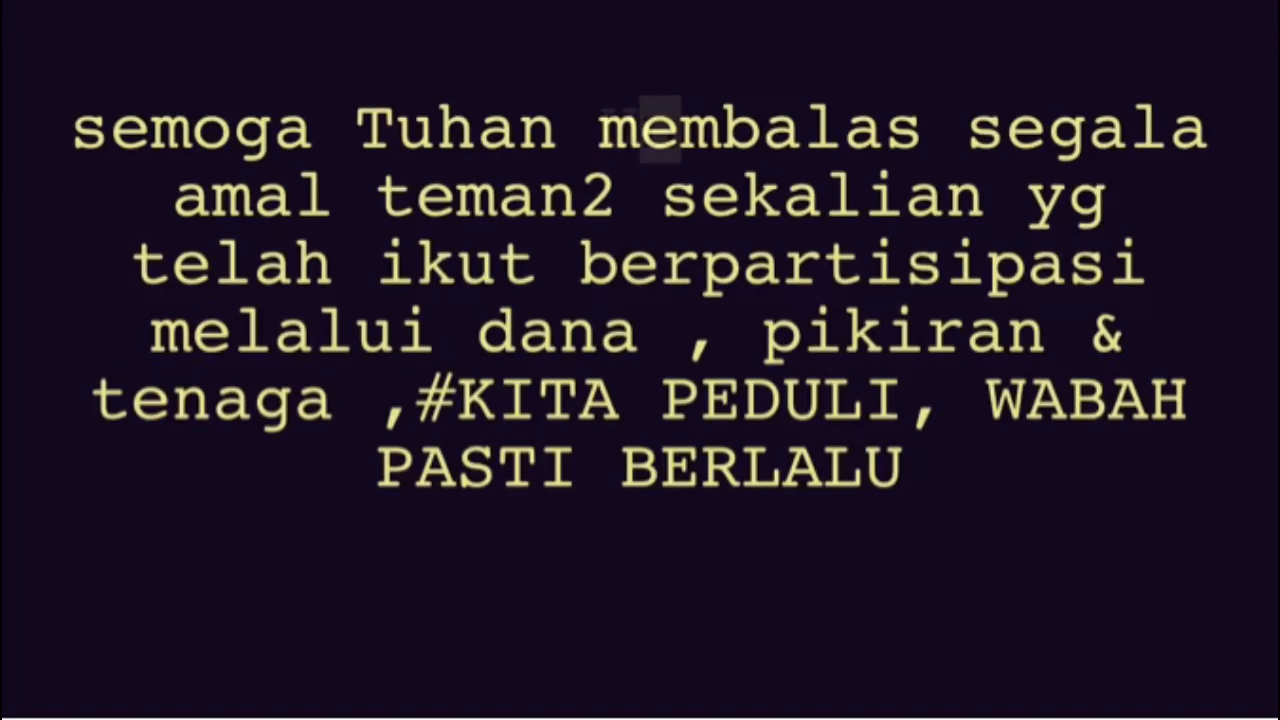 semoga Tuhan membalas segala
amal teman2 sekalian yg
telah ikut berpartisipasi
melalui dana , pikiran &
tenaga ,#KITA PEDULI, WABAH
PASTI BERLALU